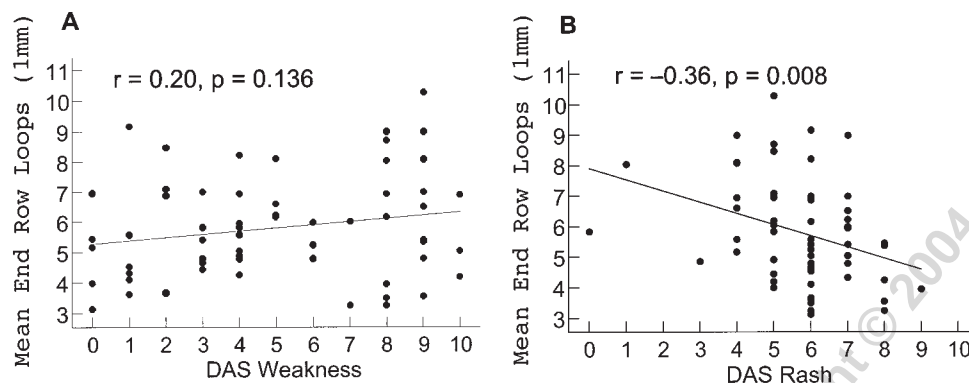 A
Mean End Row Loops (1mm)
r = 0.20, p = 0.136
11
10
9
8
7
6
5
4
3
0 1 2 3 4 5 6 7 8 9 10
DAS Weakness
B
Mean End Row Loops (1mm)
r = –0.36, p = 0.008
11
10
9
8
7
6
5
4
3
0 1 2 3 4 5 6 7 8 9 10
DAS Rash
© 2004